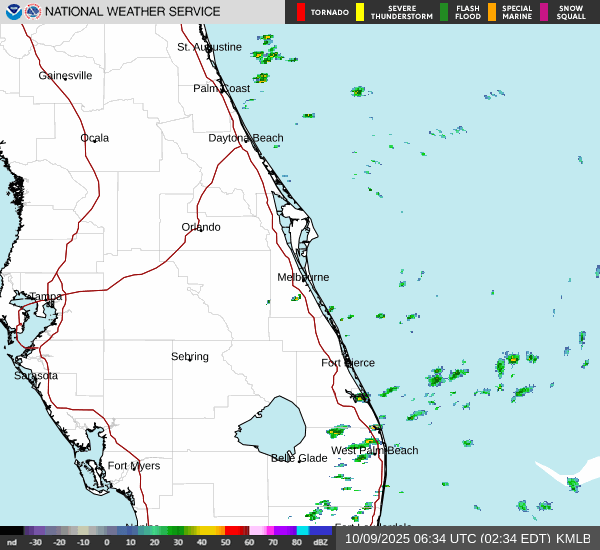 NATIONAL WEATHER SERVICE
TORNADO
SEVERE THUNDERSTORM
FLASH FLOOD
SPECIAL MARINE
SNOW SQUALL
St. Augustine
Gainesville
Palm Coast
Ocala
Daytona Beach
Orlando
Melbourne
Tampa
Sebring
Fort Pierce
Sarasota
West Palm Beach
Belle Glade
Fort Myers
nd -30 -20 -10 0 10 20 30 40 50 60 70 80 dBZ
10/09/2025 06:34 UTC (02:34 EDT) KMLB